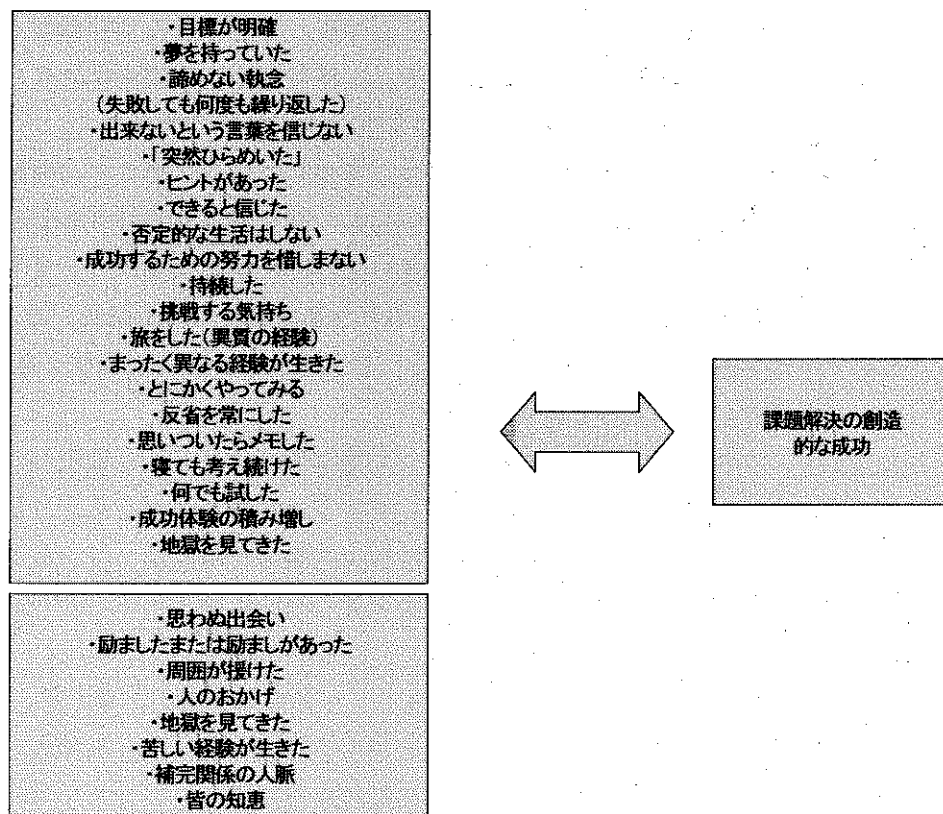 ・目標が明確
・夢を持っていた
・諦めない執念
(失敗しても何度も繰り返した)
・出来ないという言葉を信じない
・「突然ひらめいた」
・ヒントがあった
・できると信じた
・否定的な生活はしない
・成功するための努力を惜しまない
・持続した
・挑戦する気持ち
・旅をした(異質の経験)
・まったく異なる経験が生きた
・とにかくやってみる
・反省を常にした
・思いついたらメモした
・寝ても考え続けた
・何でも試した
・成功体験の積み増し
・地獄を見てきた
・思わぬ出会い
・励ましたまたは励ましがあった
・周囲が援けた
・人のおかげ
・地獄を見てきた
・苦しい経験が生きた
・補完関係の人脈
・皆の知恵
課題解決の創造
的な成功